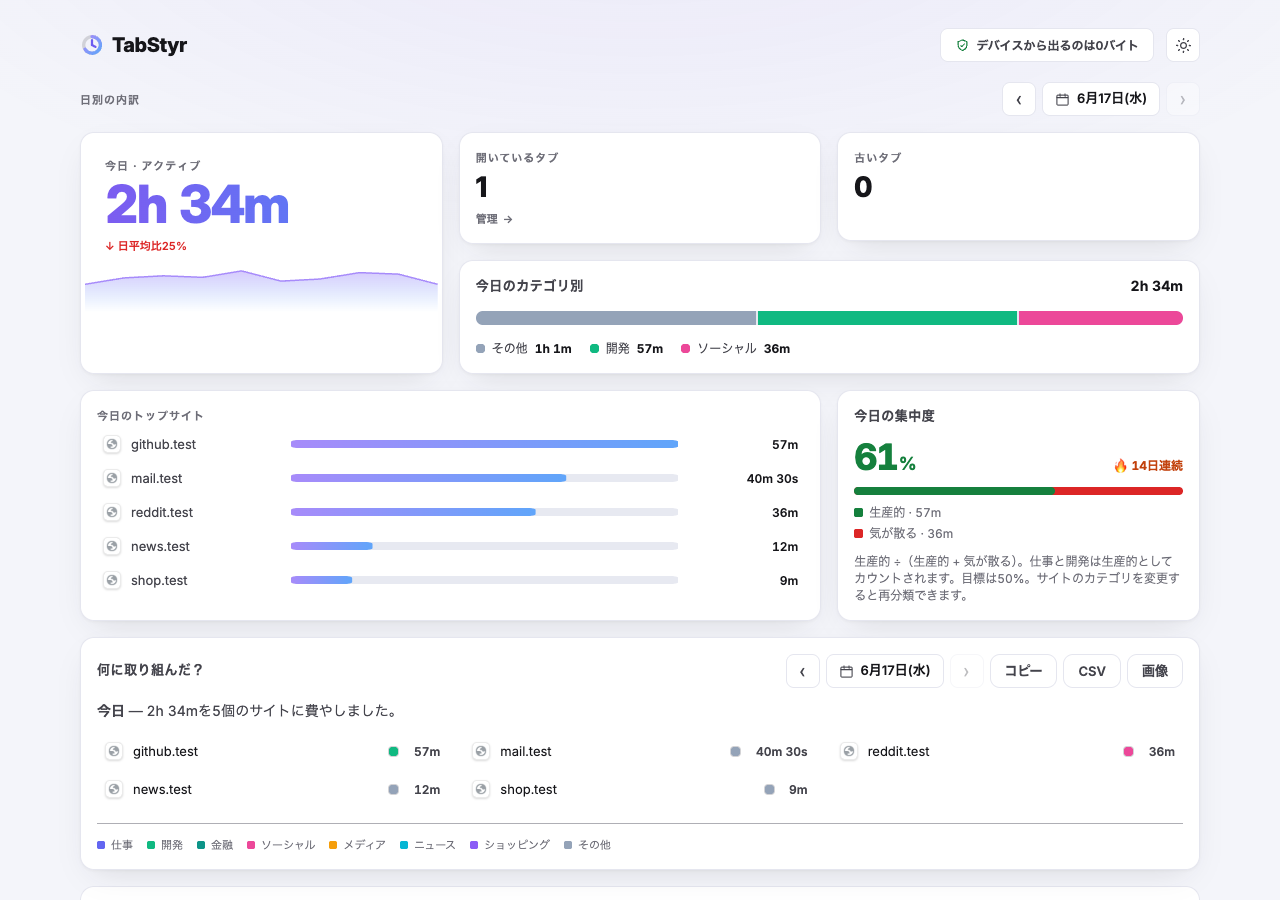 TabStyr
デバイスから出るのは0バイト
日別の内訳
6月17日(水)
今日 · アクティブ
2h 34m
↓ 日平均比25%
開いているタブ
1
管理 →
古いタブ
0
今日のカテゴリ別
2h 34m
その他 1h 1m
開発 57m
ソーシャル 36m
今日のトップサイト
github.test
57m
mail.test
40m 30s
reddit.test
36m
news.test
12m
shop.test
9m
今日の集中度
61%
🔥 14日連続
生産的 · 57m
気が散る · 36m
生産的 ÷（生産的 + 気が散る）。仕事と開発は生産的として
カウントされます。目標は50%。サイトのカテゴリを変更す
ると再分類できます。
何に取り組んだ？
6月17日(水)
コピー
CSV
画像
今日 — 2h 34mを5個のサイトに費やしました。
github.test
57m
mail.test
40m 30s
reddit.test
36m
news.test
12m
shop.test
9m
仕事
開発
金融
ソーシャル
メディア
ニュース
ショッピング
その他